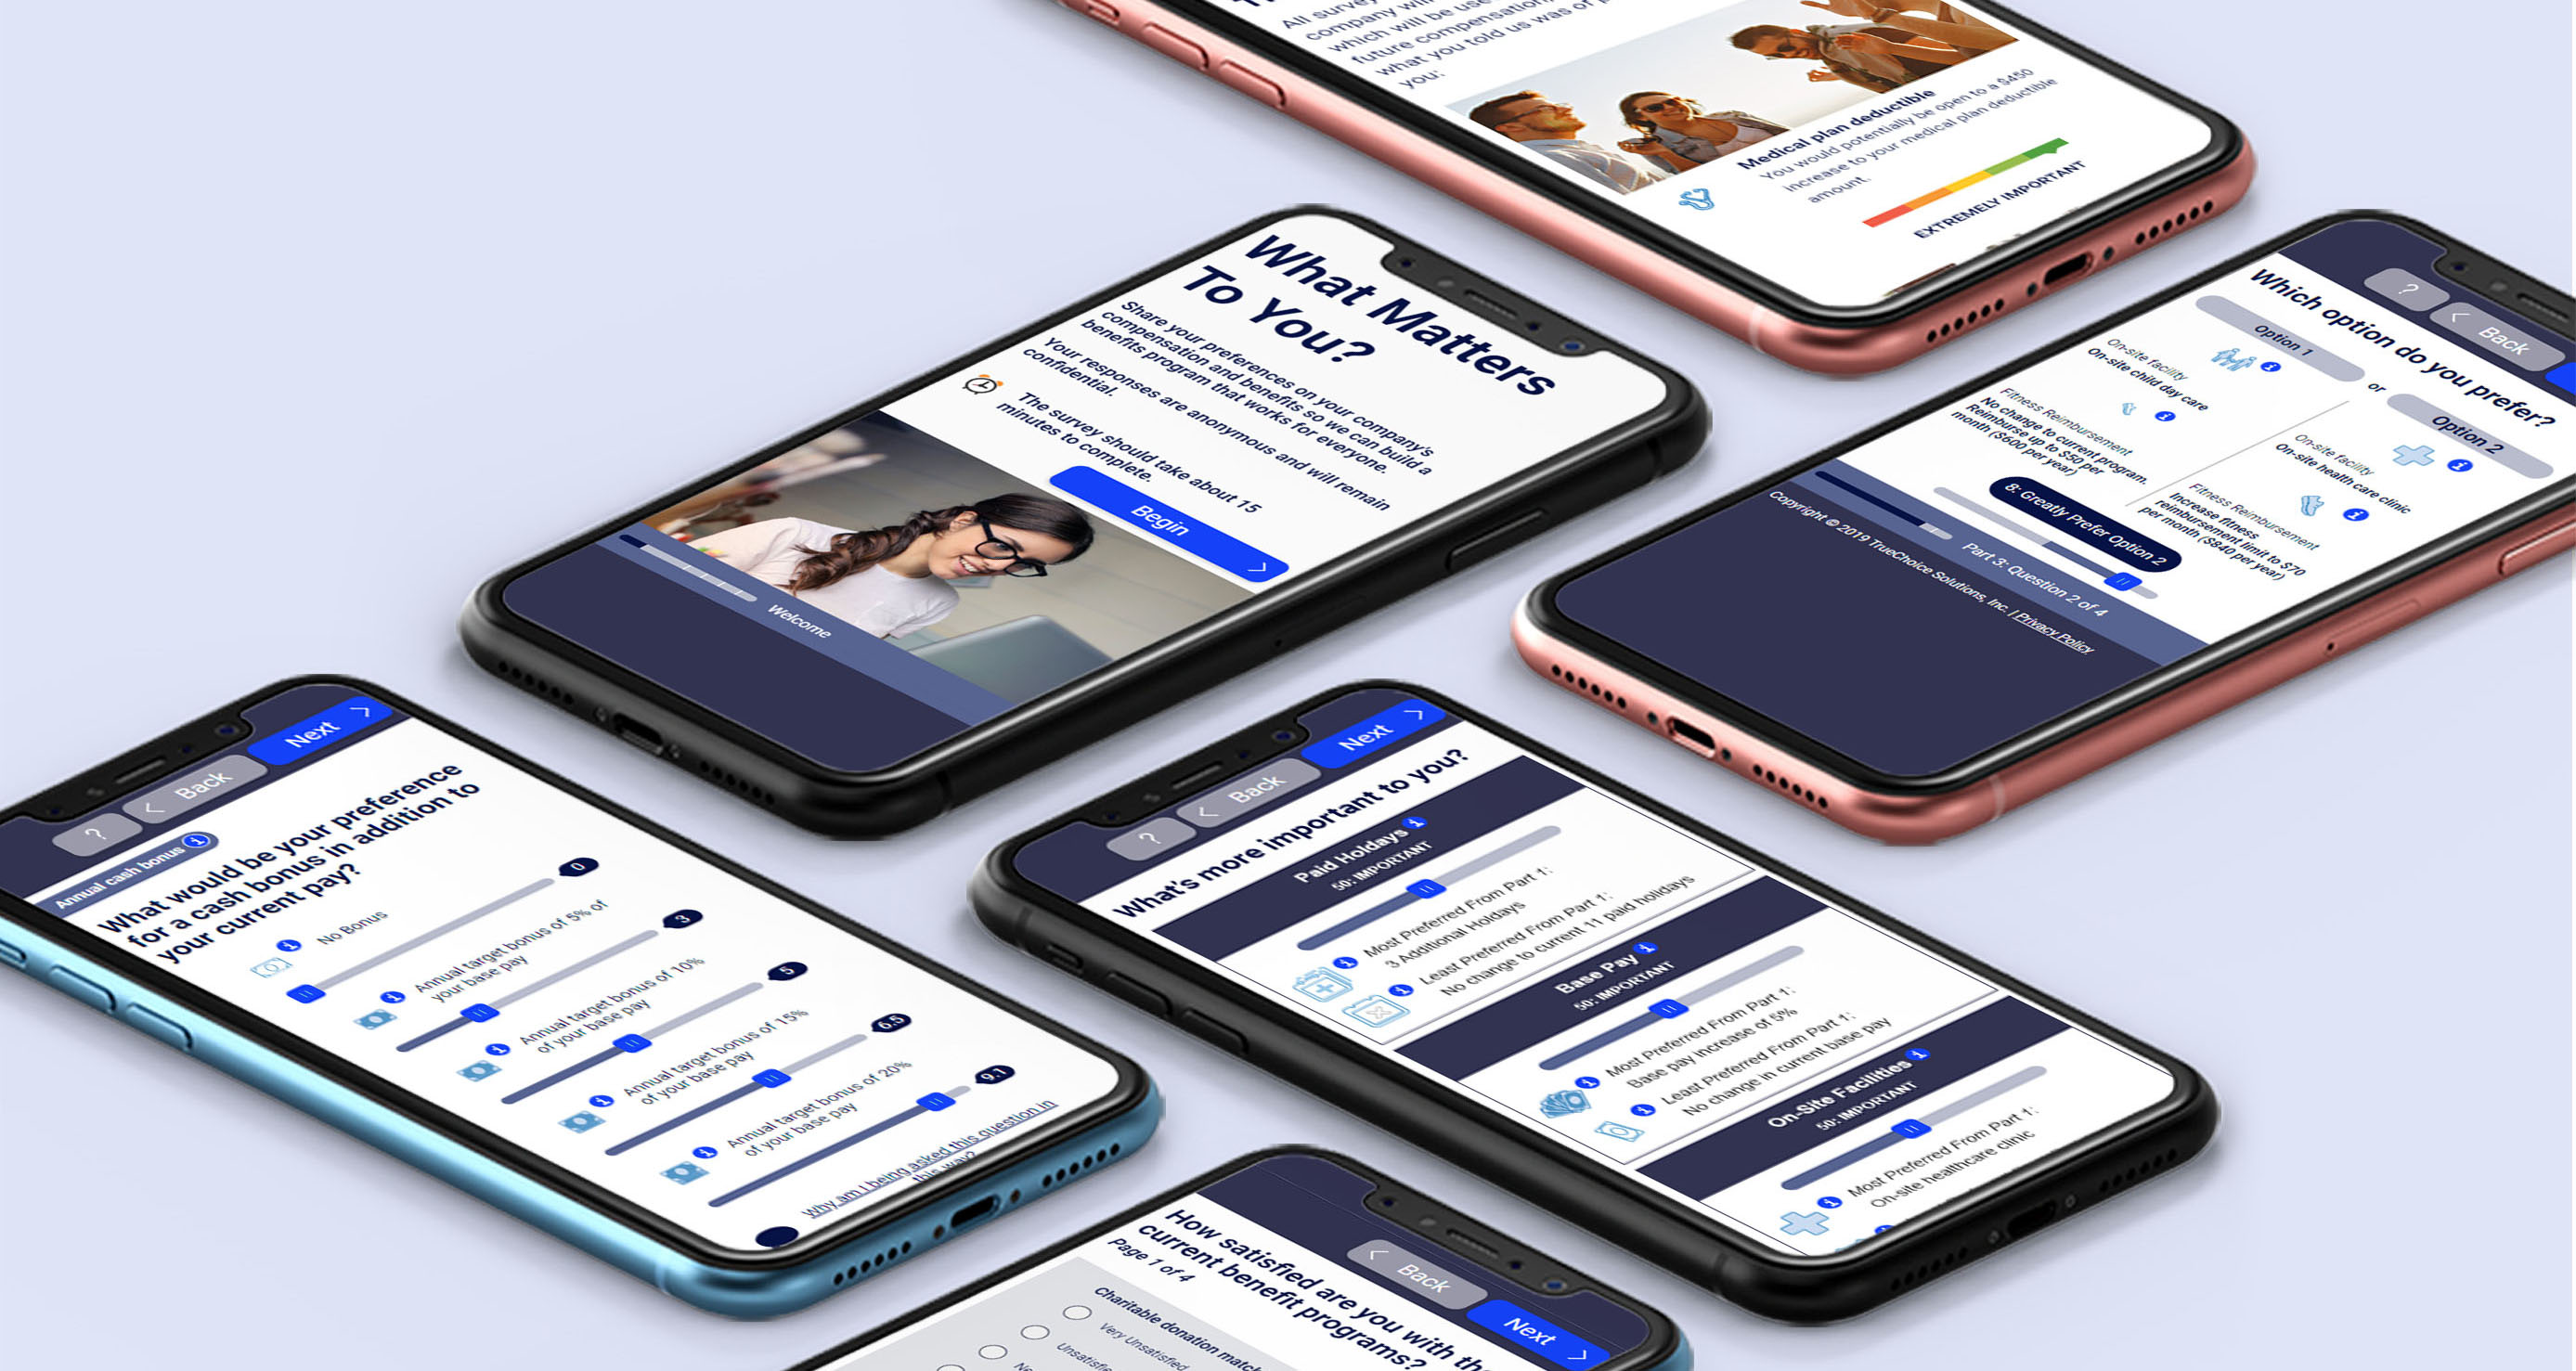 All survey
company will
which will be use
future compensation
what you told us was of
you:
Medical plan deductible
You would potentially be open to a $450
increase to your medical plan deductible
amount.
EXTREMELY IMPORTANT
What Matters
To You?
Share your preferences on your company's
compensation and benefits so we can build a
benefits program that works for everyone.
Your responses are anonymous and will remain
confidential.
The survey should take about 15
minutes to complete.
Begin
Welcome
?
Back
Which option do you prefer?
Option 1
or
Option 2
On-site facility
On-site child day care
Fitness Reimbursement
No change to current program.
Reimburse up to $50 per
month ($600 per year)
On-site facility
On-site health care clinic
Fitness Reimbursement
Increase fitness
reimbursement limit to $70
per month ($840 per year)
8: Greatly Prefer Option 2
Part 3: Question 2 of 4
Copyright © 2019 TrueChoice Solutions, Inc. | Privacy Policy
?
Back
Next
Annual cash bonus
What would be your preference
for a cash bonus in addition to
your current pay?
No Bonus
0
Annual target bonus of 5% of
your base pay
3
Annual target bonus of 10%
of your base pay
5
Annual target bonus of 15%
of your base pay
6.5
Annual target bonus of 20%
of your base pay
9.1
Why am I being asked this question in
this way?
?
Back
Next
What's more important to you?
Paid Holdays
50: IMPORTANT
Most Preferred From Part 1:
3 Additional Holdays
Least Preferred From Part 1:
No change to current 11 paid holidays
Base Pay
50: IMPORTANT
Most Preferred From Part 1:
Base pay increase of 5%
Least Preferred From Part 1:
No change in current base pay
On-Site Facilities
50: IMPORTANT
Most Preferred From Part 1:
On-site healthcare clinic
Back
Next
How satisfied are you with the
current benefit programs?
Page 1 of 4
Charitable donation matc
Very Unsatisfied
Unsatisfie